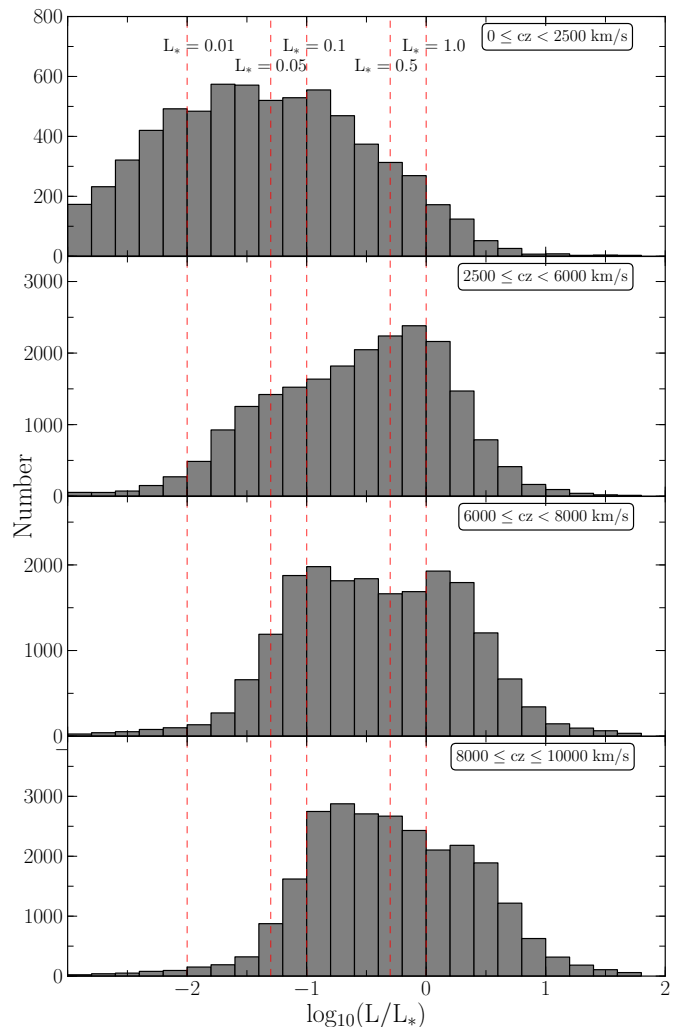 800
L* = 0.01
L* = 0.1
L* = 1.0
0 ≤ cz < 2500 km/s
L* = 0.05
L* = 0.5
600
400
200
0
2500 ≤ cz < 6000 km/s
3000
2000
1000
0
Number
6000 ≤ cz < 8000 km/s
2000
1000
0
8000 ≤ cz ≤ 10000 km/s
3000
2000
1000
0
−2
−1
0
1
2
log₁₀(L/L*)